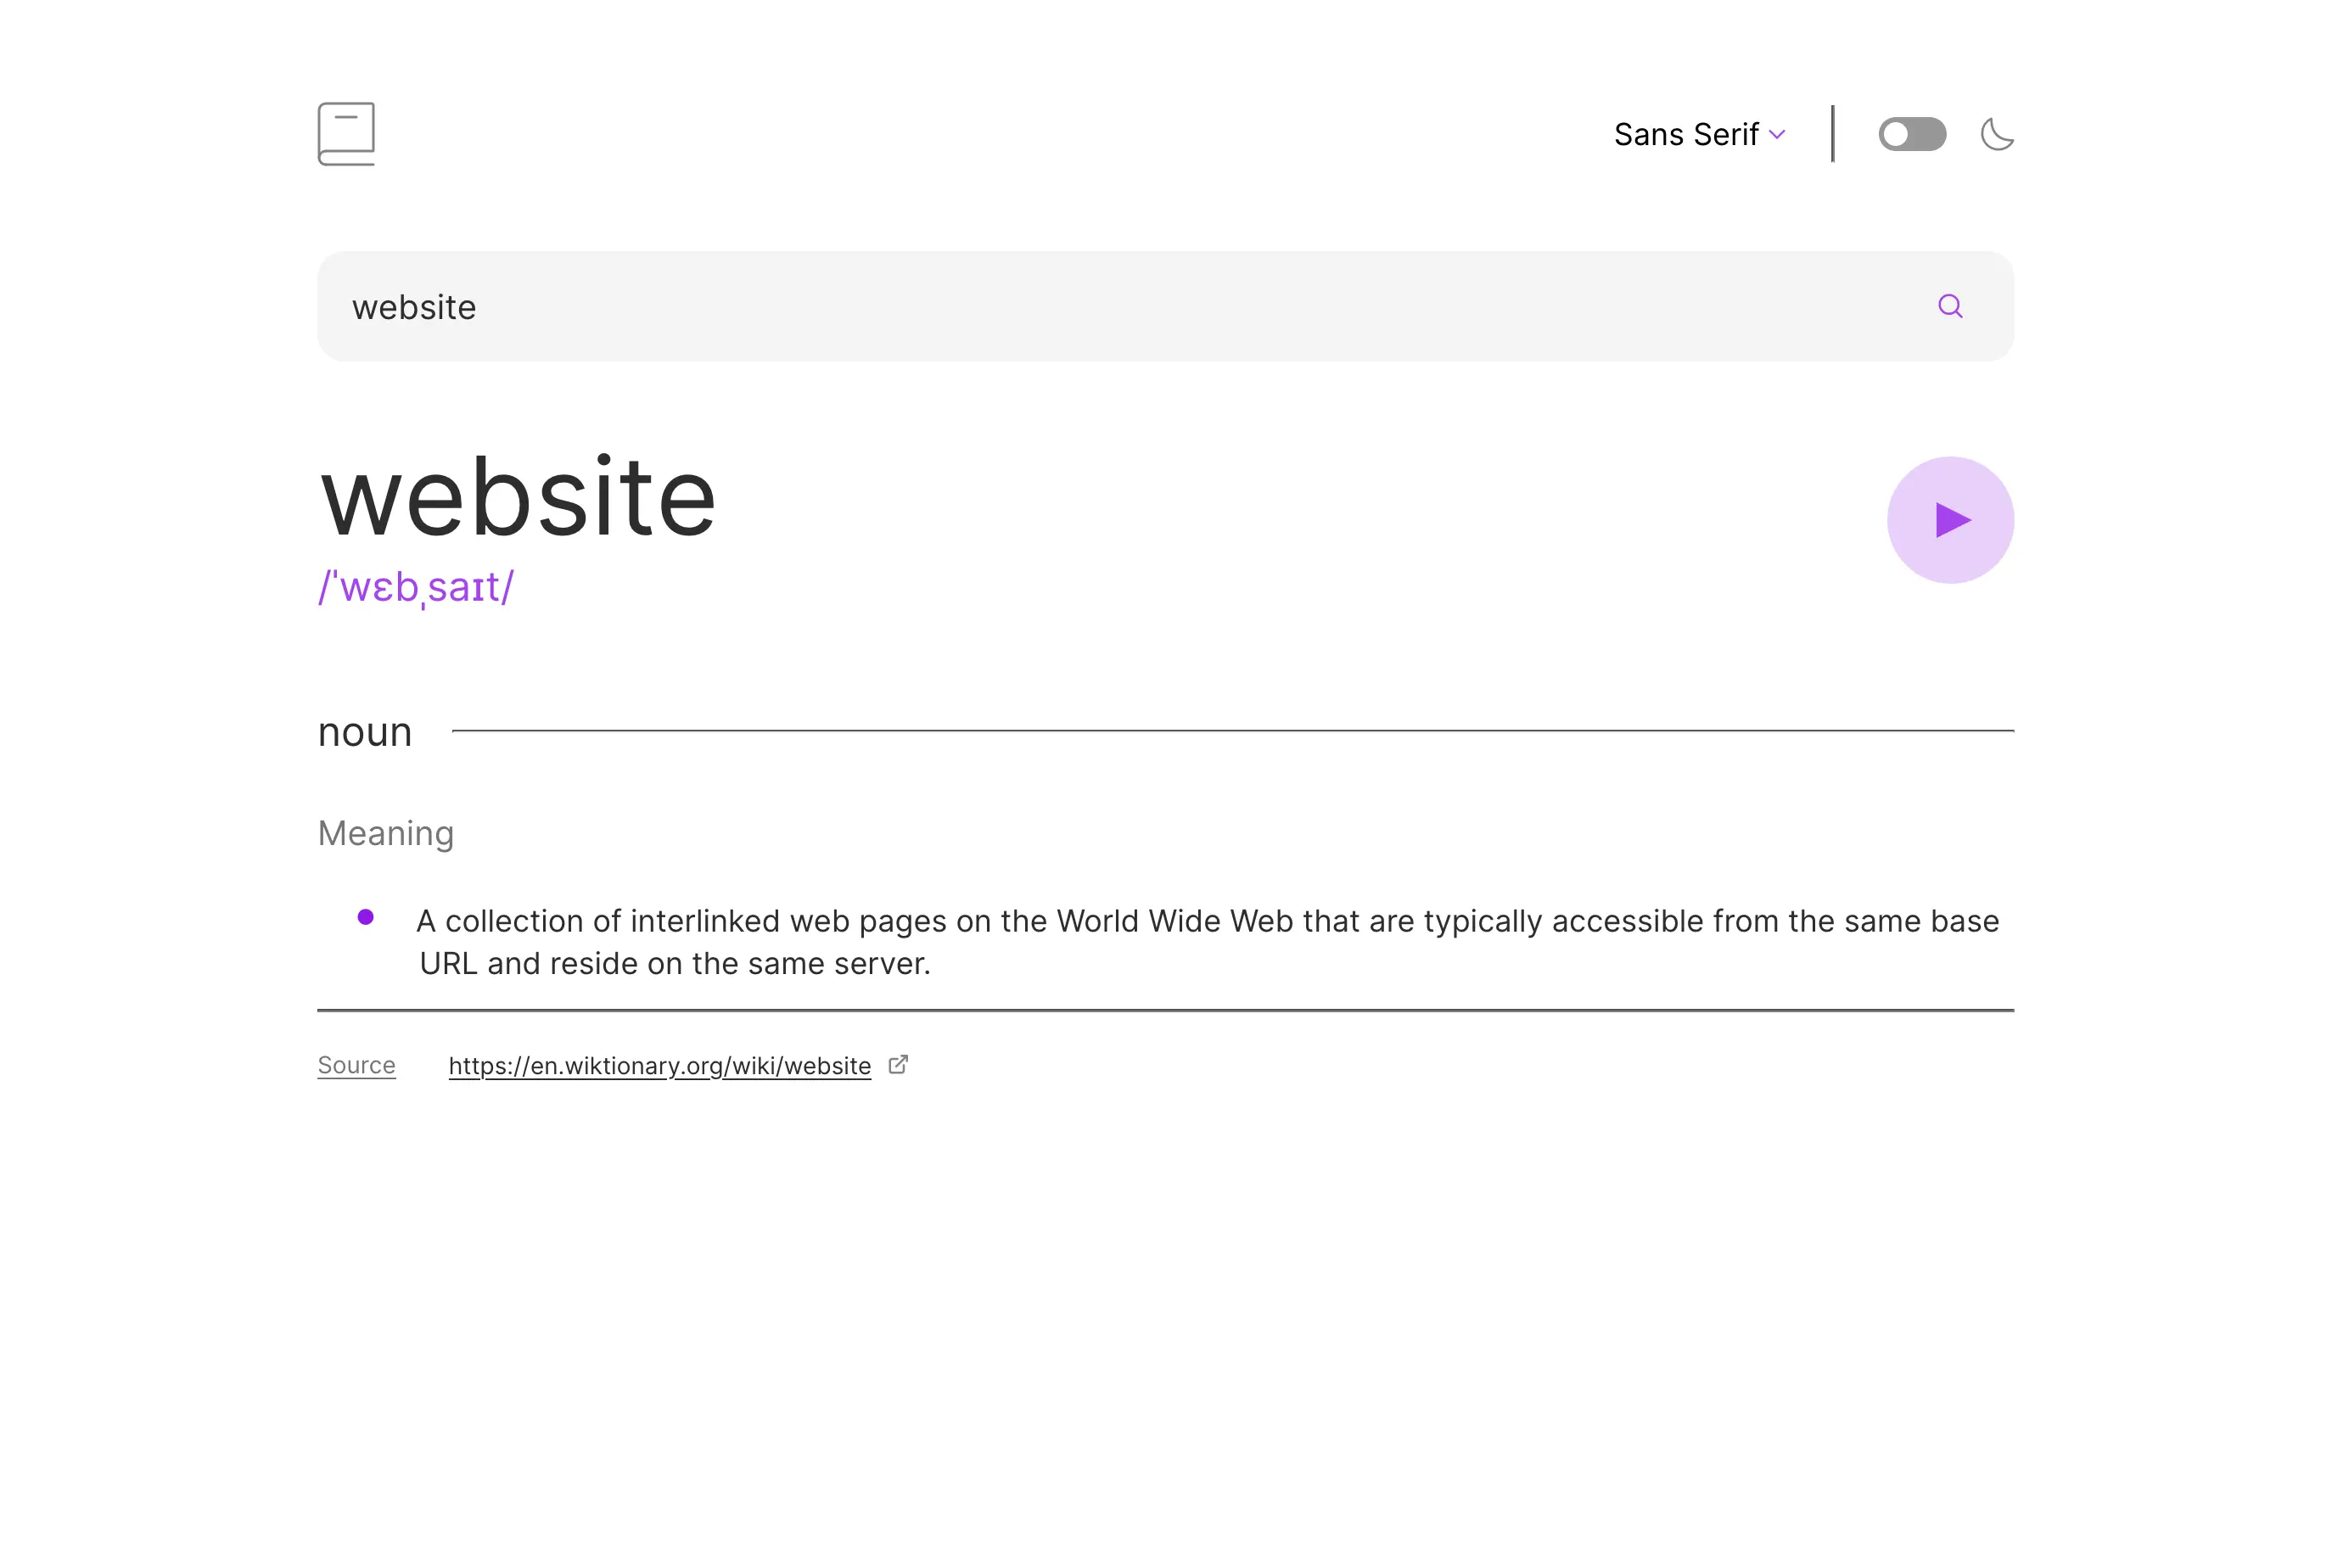 Sans Serif
website
website
/ˈwɛbˌsaɪt/
noun
Meaning
A collection of interlinked web pages on the World Wide Web that are typically accessible from the same base
URL and reside on the same server.
Source https://en.wiktionary.org/wiki/website